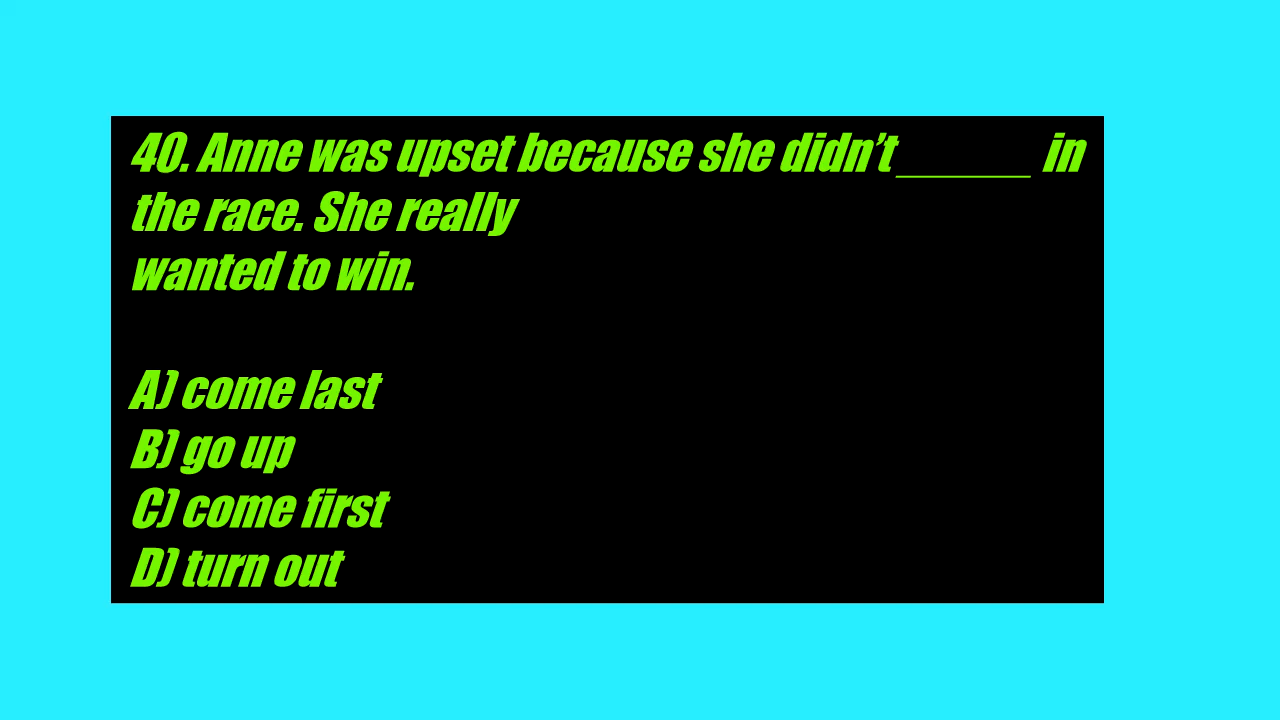 40. Anne was upset because she didn’t______ in
the race. She really
wanted to win.
A) come last
B) go up
C) come first
D) turn out